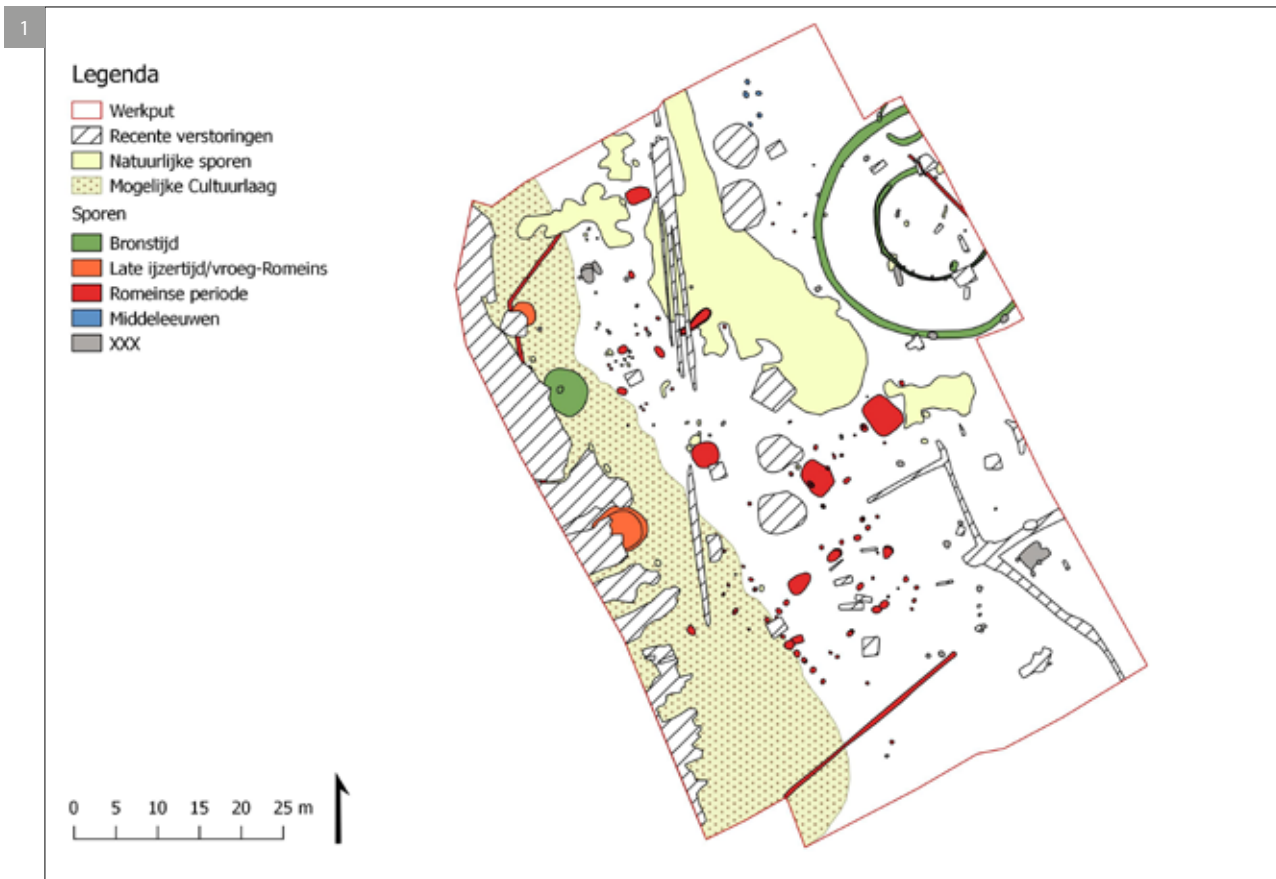 1
Legenda
Werkput
Recente verstoringen
Natuurlijke sporen
Mogelijke Cultuurlaag
Sporen
Bronstijd
Late ijzertijd/vroeg-Romeins
Romeinse periode
Middeleeuwen
XXX
0 5 10 15 20 25 m